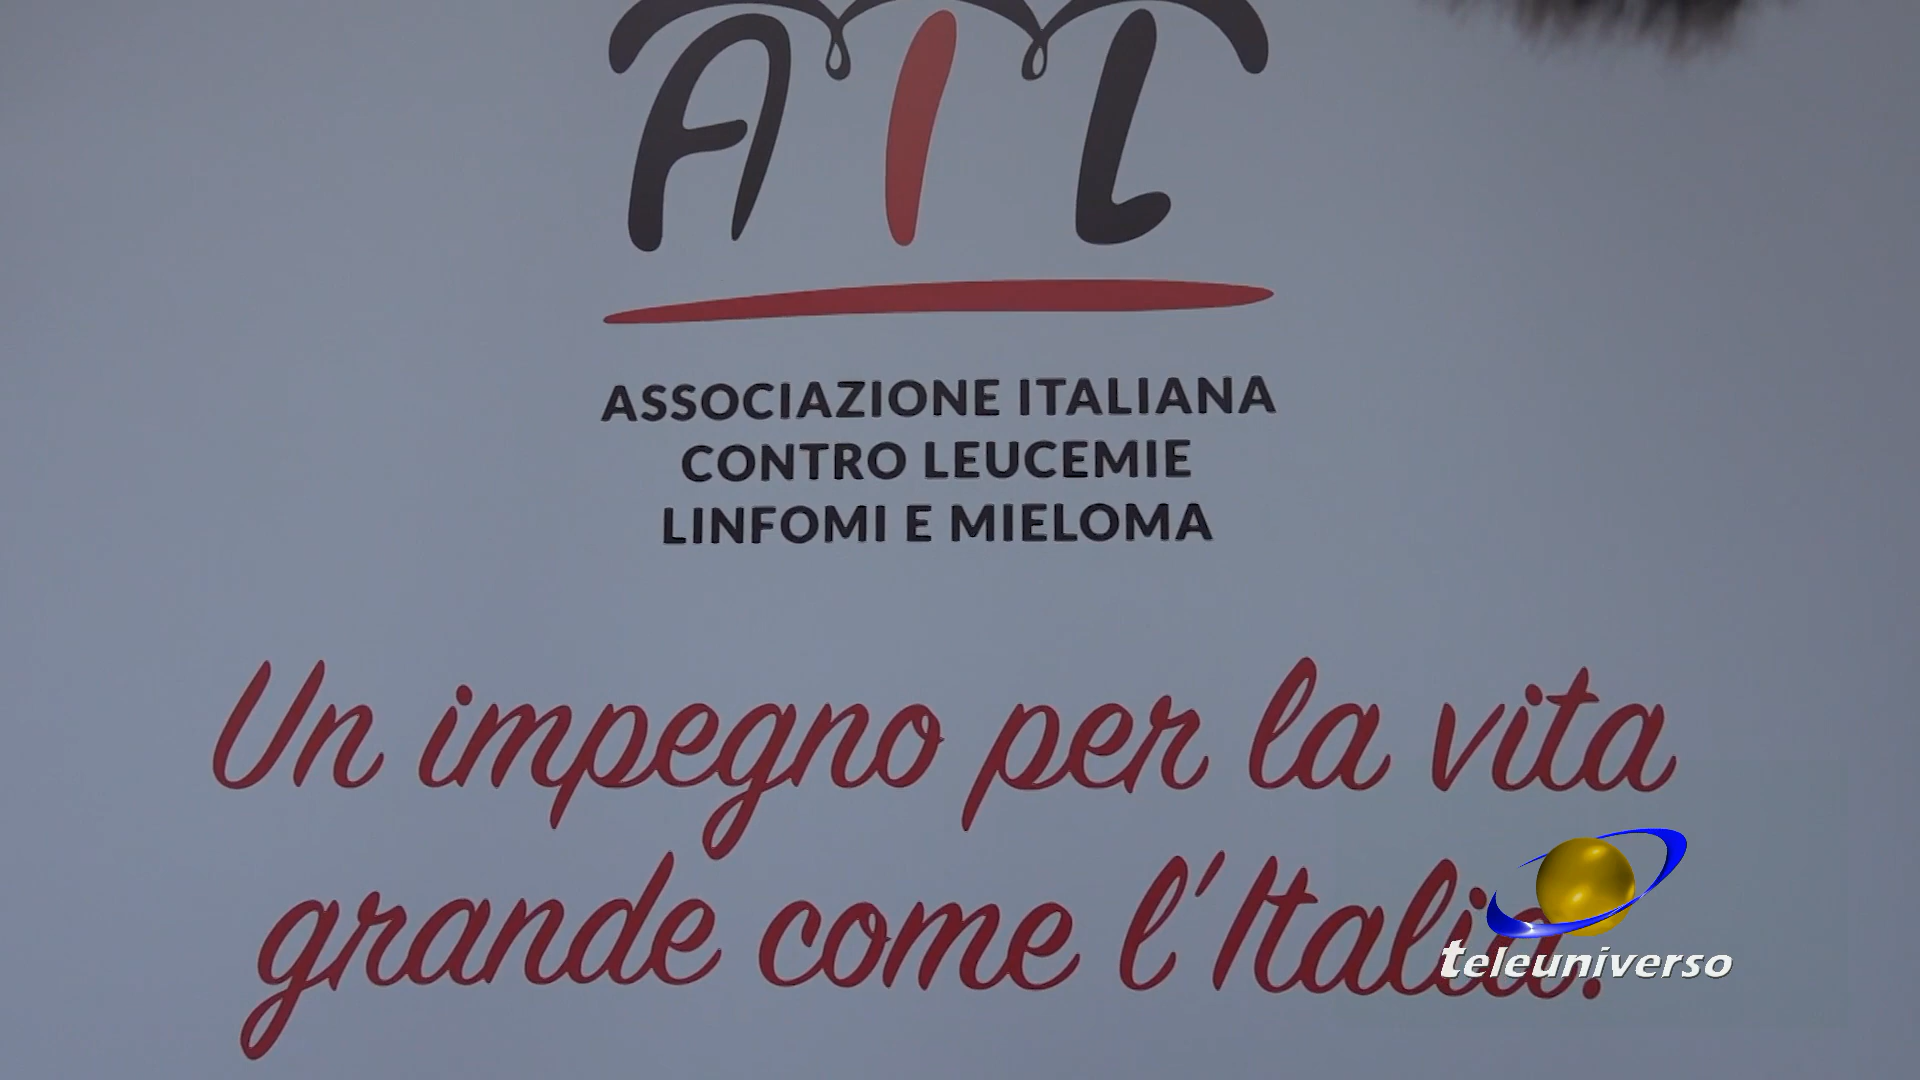 AIL
ASSOCIAZIONE ITALIANA
CONTRO LEUCEMIE
LINFOMI E MIELOMA
Un impegno per la vita
grande come l'Italia.
teleuniverso